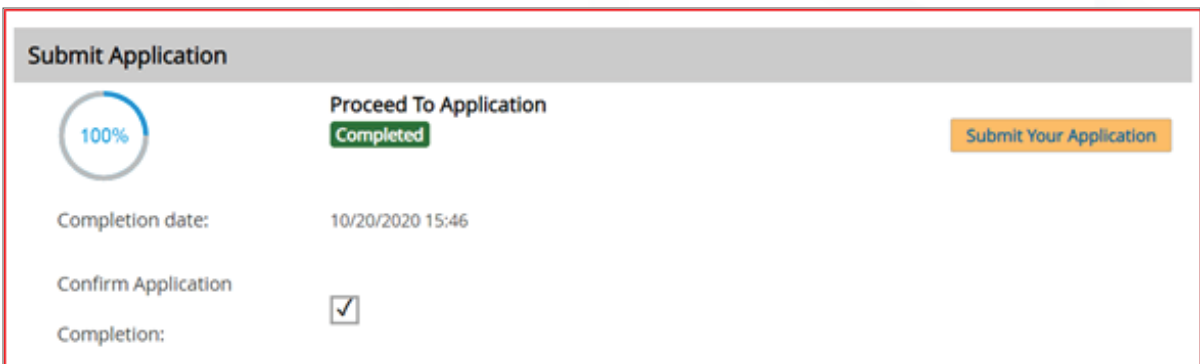 Submit Application
100%
Proceed To Application
Completed
Submit Your Application
Completion date:
10/20/2020 15:46
Confirm Application
Completion: